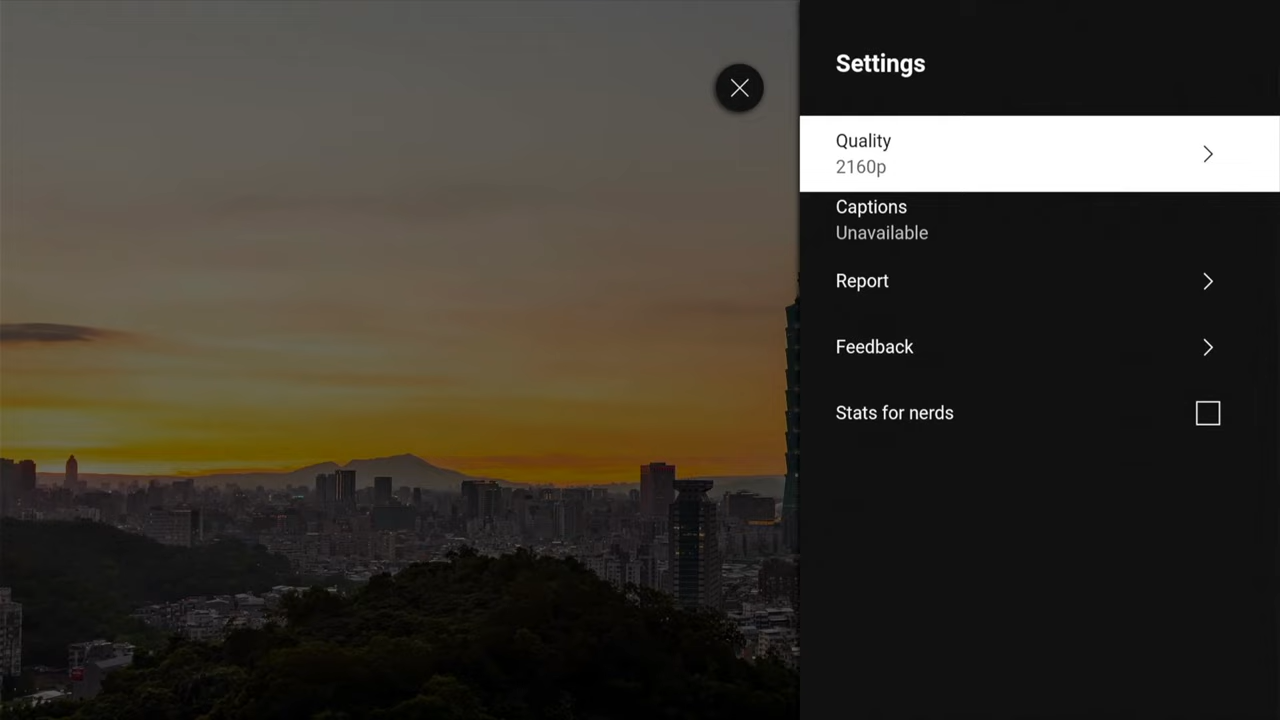 Settings
Quality
2160p
Captions
Unavailable
Report
Feedback
Stats for nerds